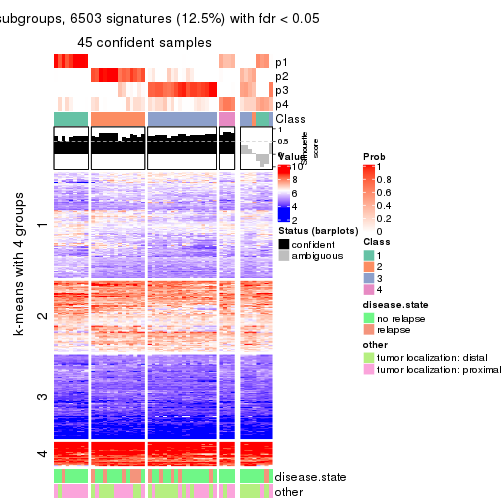 subgroups, 6503 signatures (12.5%) with fdr < 0.05
45 confident samples
p1
p2
p3
p4
Class
1
0.5
0
Silhouette
score
k-means with 4 groups
1
2
3
4
disease.state
other
Value
10
8
6
4
2
Status (barplots)
confident
ambiguous
Prob
1
0.8
0.6
0.4
0.2
0
Class
1
2
3
4
disease.state
no relapse
relapse
other
tumor localization: distal
tumor localization: proximal